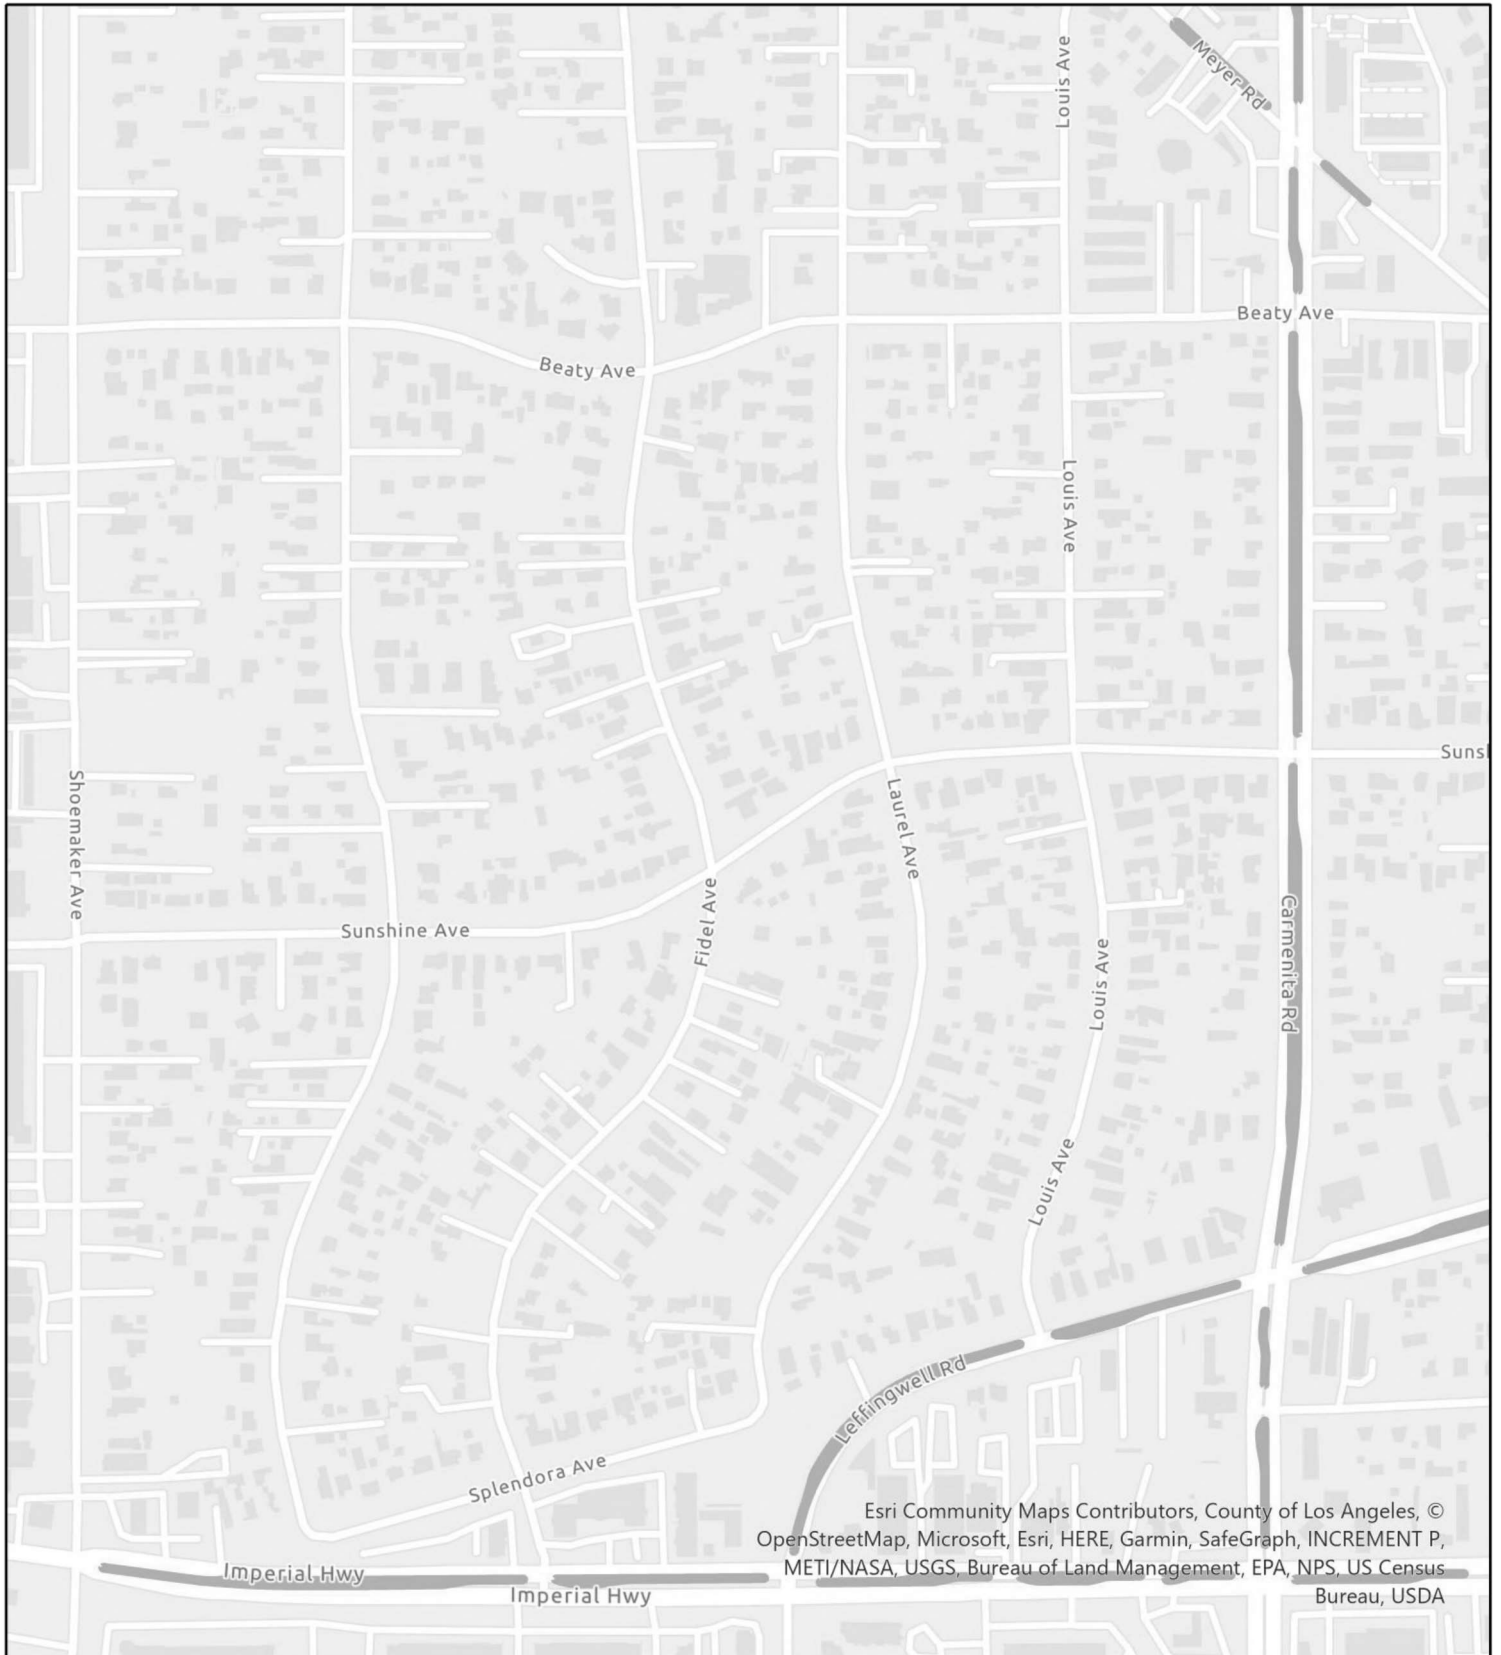 Louis Ave
Meyer Rd
Beaty Ave
Beaty Ave
Louis Ave
Sunsl
Shoemaker Ave
Laurel Ave
Fidel Ave
Sunshine Ave
Carmenita Rd
Louis Ave
Louis Ave
Leffingwell Rd
Splendora Ave
Esri Community Maps Contributors, County of Los Angeles, ©
OpenStreetMap, Microsoft, Esri, HERE, Garmin, SafeGraph, INCREMENT P,
METI/NASA, USGS, Bureau of Land Management, EPA, NPS, US Census
Bureau, USDA
Imperial Hwy
Imperial Hwy